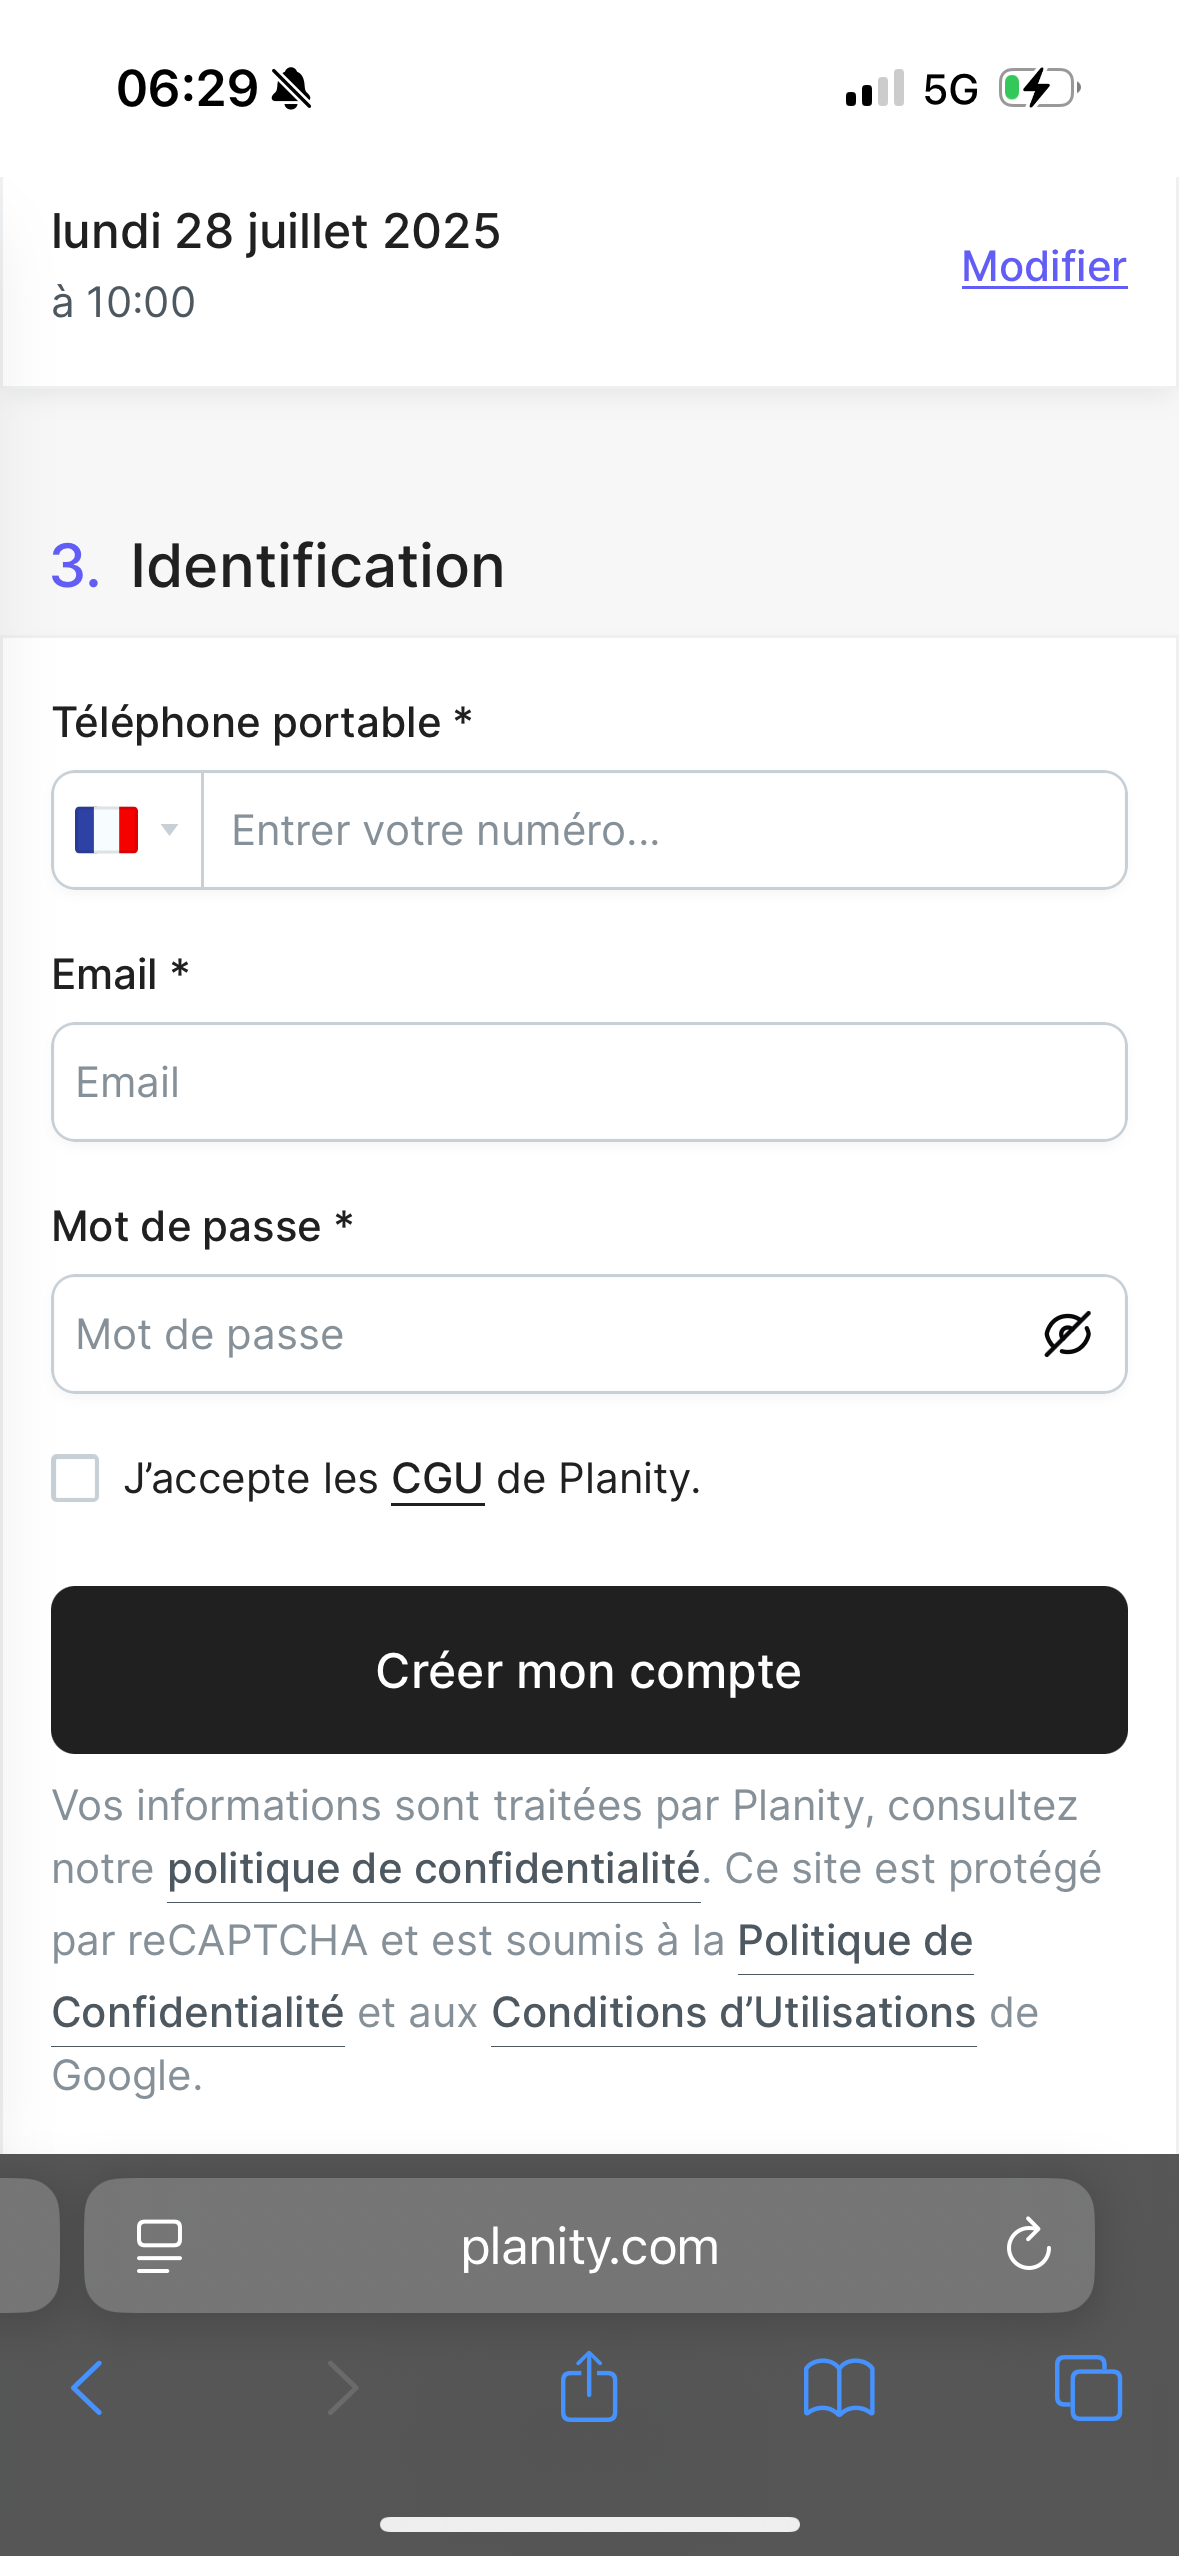 06:29
5G
lundi 28 juillet 2025
à 10:00
Modifier
3. Identification
Téléphone portable *
Entrer votre numéro...
Email *
Email
Mot de passe *
Mot de passe
J’accepte les CGU de Planity.
Créer mon compte
Vos informations sont traitées par Planity, consultez
notre politique de confidentialité. Ce site est protégé
par reCAPTCHA et est soumis à la Politique de
Confidentialité et aux Conditions d’Utilisations de
Google.
planity.com